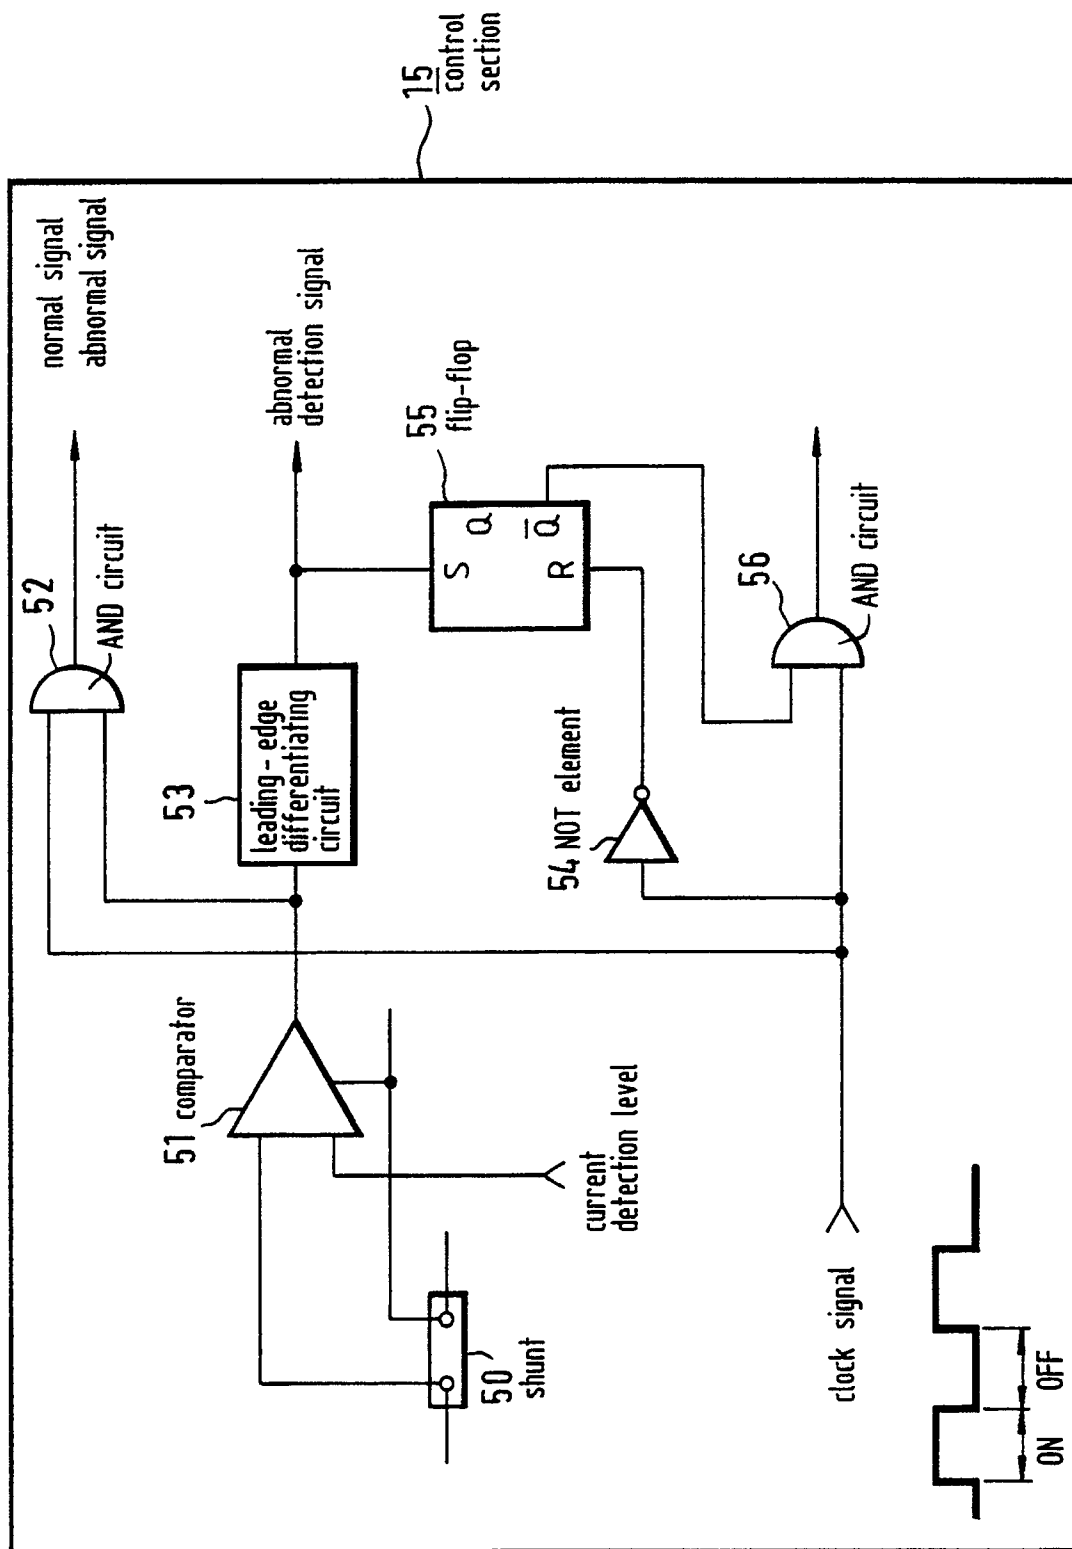 15 control
section
normal signal
abnormal signal
52
AND circuit
abnormal
detection signal
53
leading-edge
differentiating
circuit
51 comparator
55
flip-flop
S Q
R Q̅
current
detection level
50
shunt
54 NOT element
56
AND circuit
clock signal
ON OFF